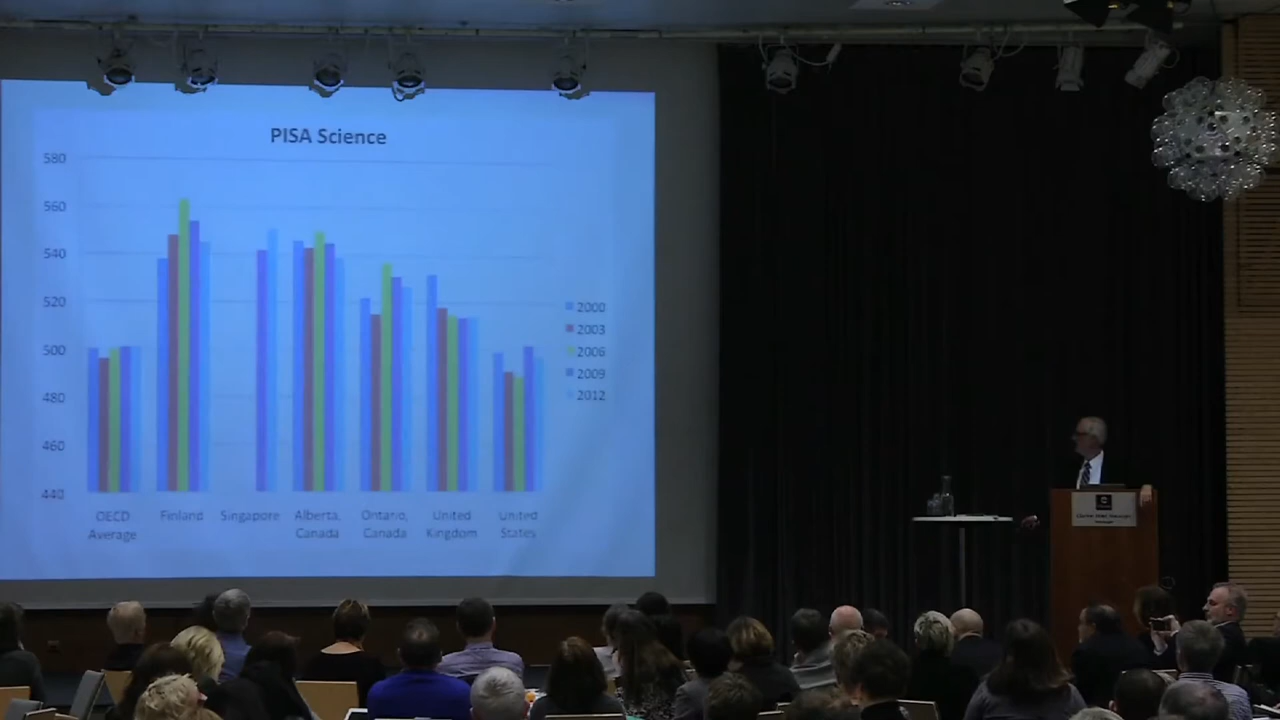 PISA Science
580
560
540
520
500
480
460
440
OECD Average
Finland
Singapore
Alberta, Canada
Ontario, Canada
United Kingdom
United States
2000
2003
2006
2009
2012